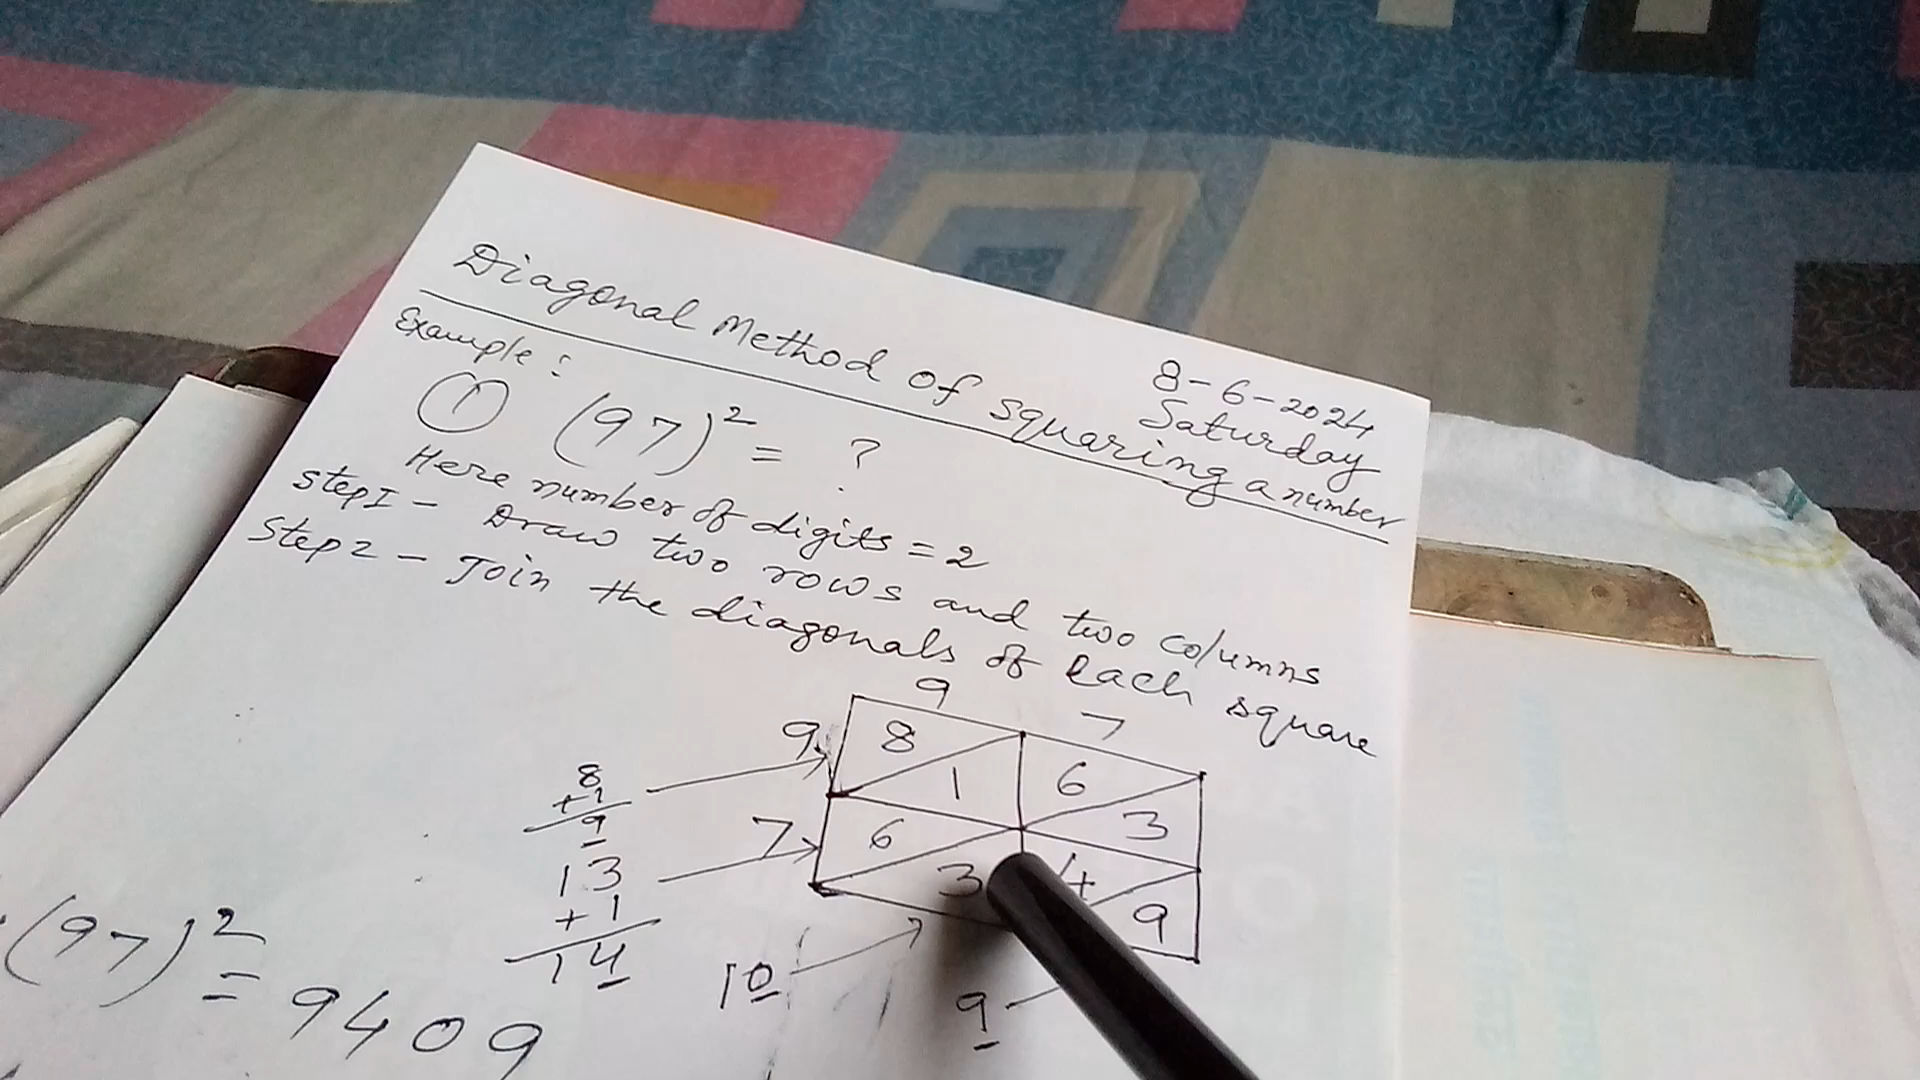 8-6-2024
Saturday
Diagonal Method of squaring a number
Example:
① (97)² = ?
Here number of digits = 2
Step I - Draw two rows and two columns
Step 2 - Join the diagonals of each square
9 7
9 8 1 6 3
7 6 3 4 9
8
+1
9
13
+1
14
10
9
(97)² = 9409